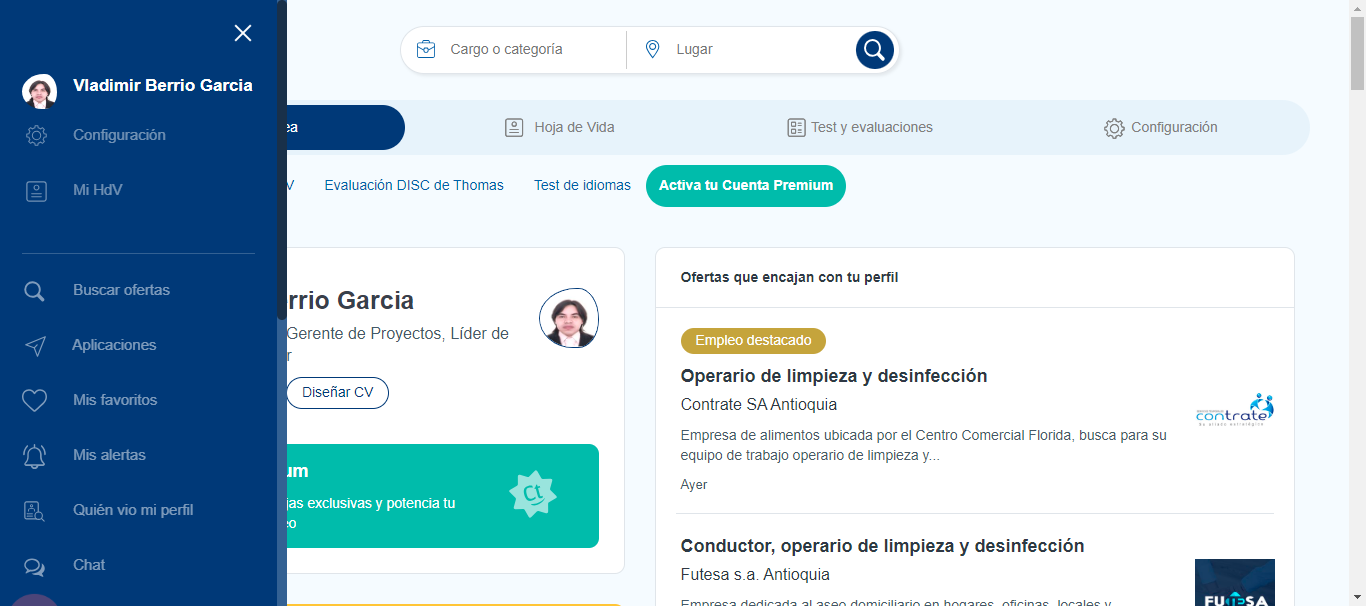 Vladimir Berrio Garcia
Configuración
Mi HdV
Buscar ofertas
Aplicaciones
Mis favoritos
Mis alertas
Quién vio mi perfil
Chat
Cargo o categoría
Lugar
ea
Hoja de Vida
Test y evaluaciones
Configuración
V
Evaluación DISC de Thomas
Test de idiomas
Activa tu Cuenta Premium
rrio Garcia
Gerente de Proyectos, Líder de
r
Diseñar CV
um
jas exclusivas y potencia tu
eo
Ct
Ofertas que encajan con tu perfil
Empleo destacado
Operario de limpieza y desinfección
Contrate SA Antioquia
contrate
Empresa de alimentos ubicada por el Centro Comercial Florida, busca para su
equipo de trabajo operario de limpieza y...
Ayer
Conductor, operario de limpieza y desinfección
Futesa s.a. Antioquia
FUTESA
Empresa dedicada al aseo domiciliario en hogares, oficinas, locales y